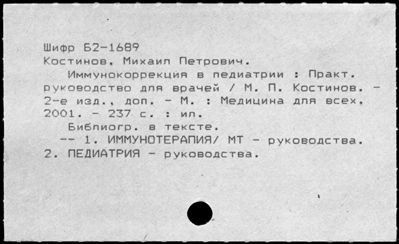 Шифр Б2-1689
Костинов, Михаил Петрович.
Иммунокоррекция в педиатрии : Практ.
руководство для врачей / М. П. Костинов. -
2-е изд., доп. - М. : Медицина для всех,
2001. - 237 с. : ил.
Библиогр. в тексте.
-- 1. ИММУНОТЕРАПИЯ/ МТ - руководства.
2. ПЕДИАТРИЯ - руководства.